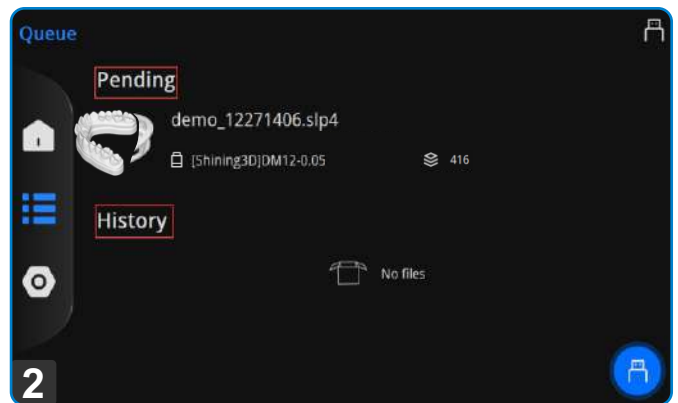 Queue
Pending
demo_12271406.slp4
[Shining3D]DM12-0.05 416
History
No files
2